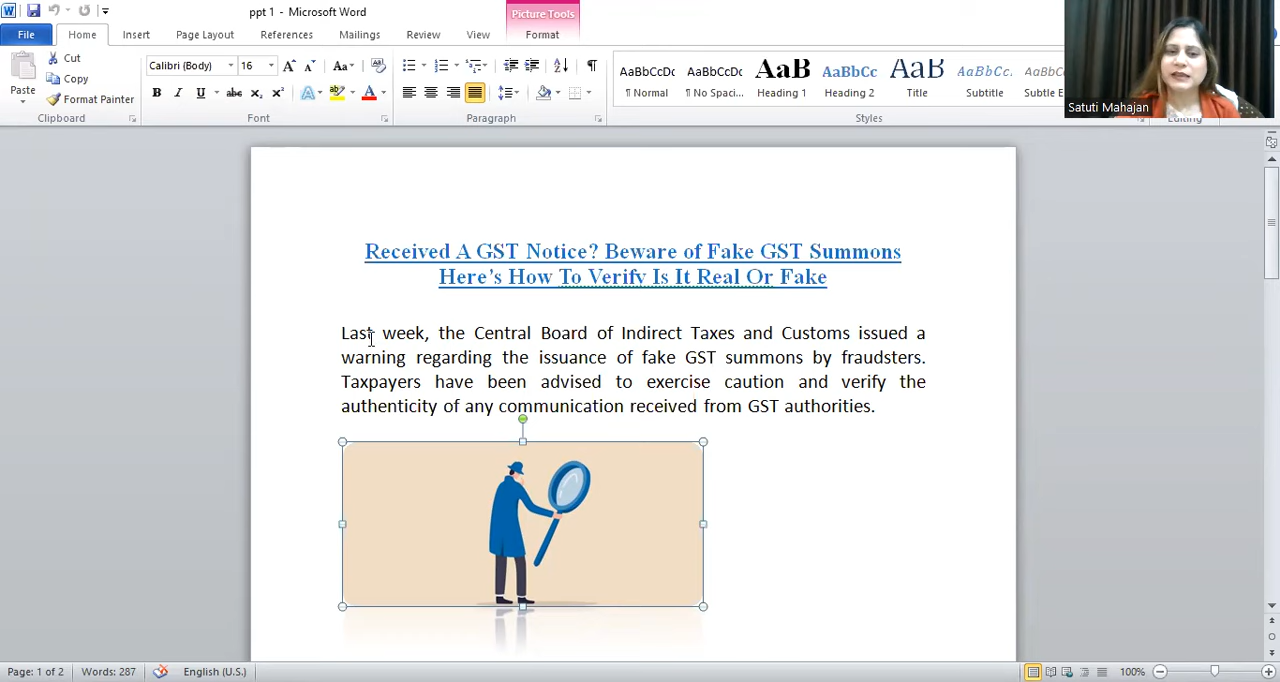 ppt 1 - Microsoft Word
Picture Tools
File
Home
Insert
Page Layout
References
Mailings
Review
View
Format
Paste
Cut
Copy
Format Painter
Clipboard
Calibri (Body)
16
Font
Paragraph
AaBbCcDc
¶ Normal
AaBbCcDc
¶ No Spaci...
AaB
Heading 1
AaBbCc
Heading 2
AaB
Title
AaBbCc.
Subtitle
Subtle E
Styles
Editing
Satuti Mahajan
Received A GST Notice? Beware of Fake GST Summons
Here's How To Verify Is It Real Or Fake
Last week, the Central Board of Indirect Taxes and Customs issued a
warning regarding the issuance of fake GST summons by fraudsters.
Taxpayers have been advised to exercise caution and verify the
authenticity of any communication received from GST authorities.
Page: 1 of 2
Words: 287
English (U.S.)
100%